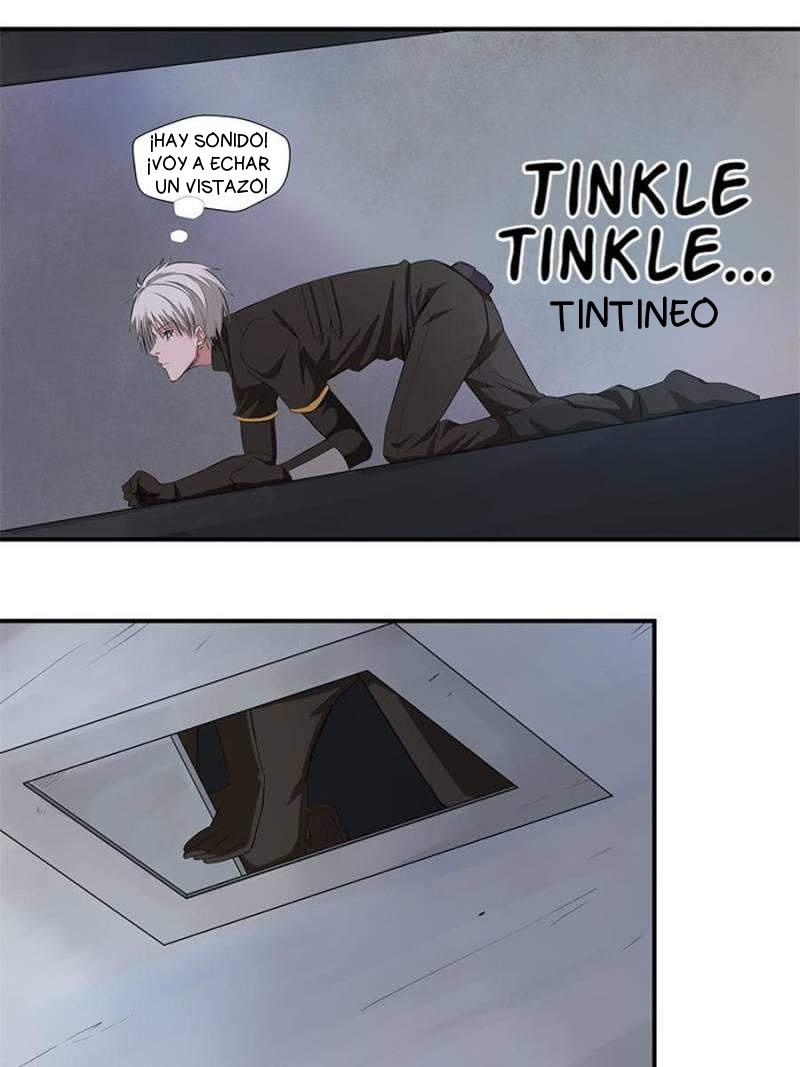 ¡HAY SONIDO!
¡VOY A ECHAR
UN VISTAZO!
TINKLE
TINKLE...
TINTINEO